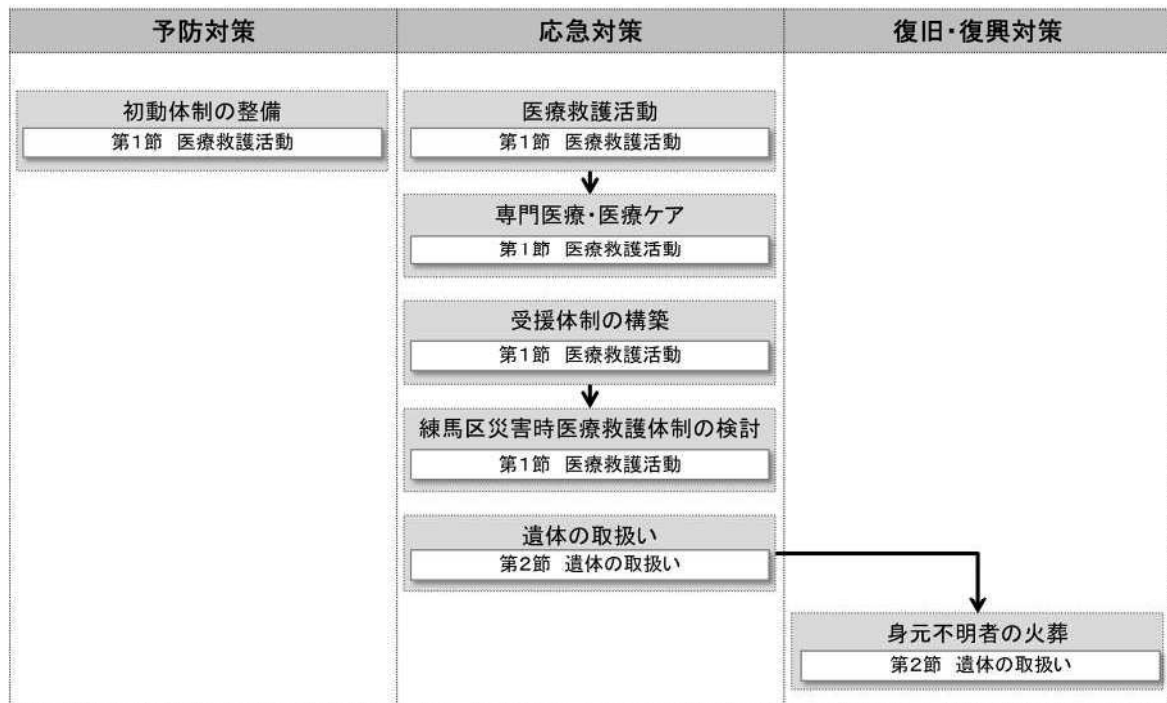 予防対策
応急対策
復旧・復興対策
初動体制の整備
第1節 医療救護活動
医療救護活動
第1節 医療救護活動
専門医療・医療ケア
第1節 医療救護活動
受援体制の構築
第1節 医療救護活動
練馬区災害時医療救護体制の検討
第1節 医療救護活動
遺体の取扱い
第2節 遺体の取扱い
身元不明者の火葬
第2節 遺体の取扱い